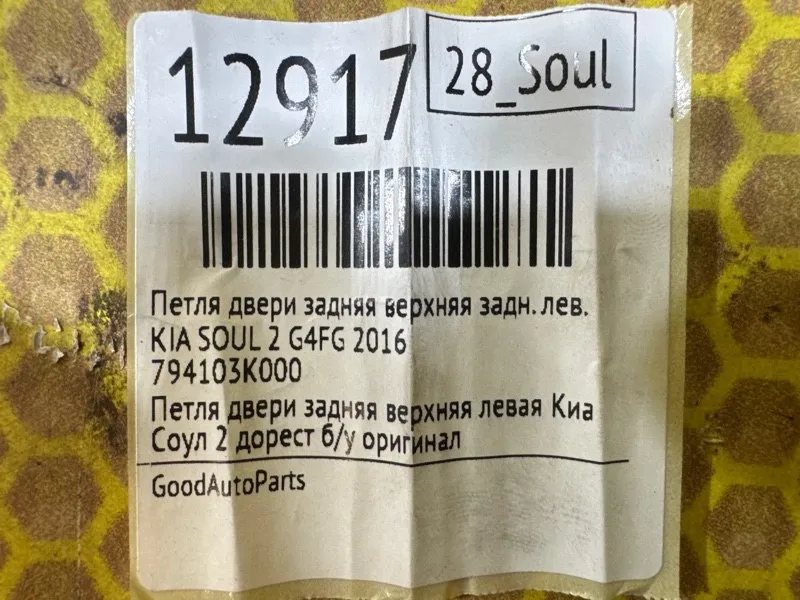 12917
28_Soul
Петля двери задняя верхняя задн. лев.
KIA SOUL 2 G4FG 2016
794103K000
Петля двери задняя верхняя левая Киа
Соул 2 дорест б/у оригинал
GoodAutoParts